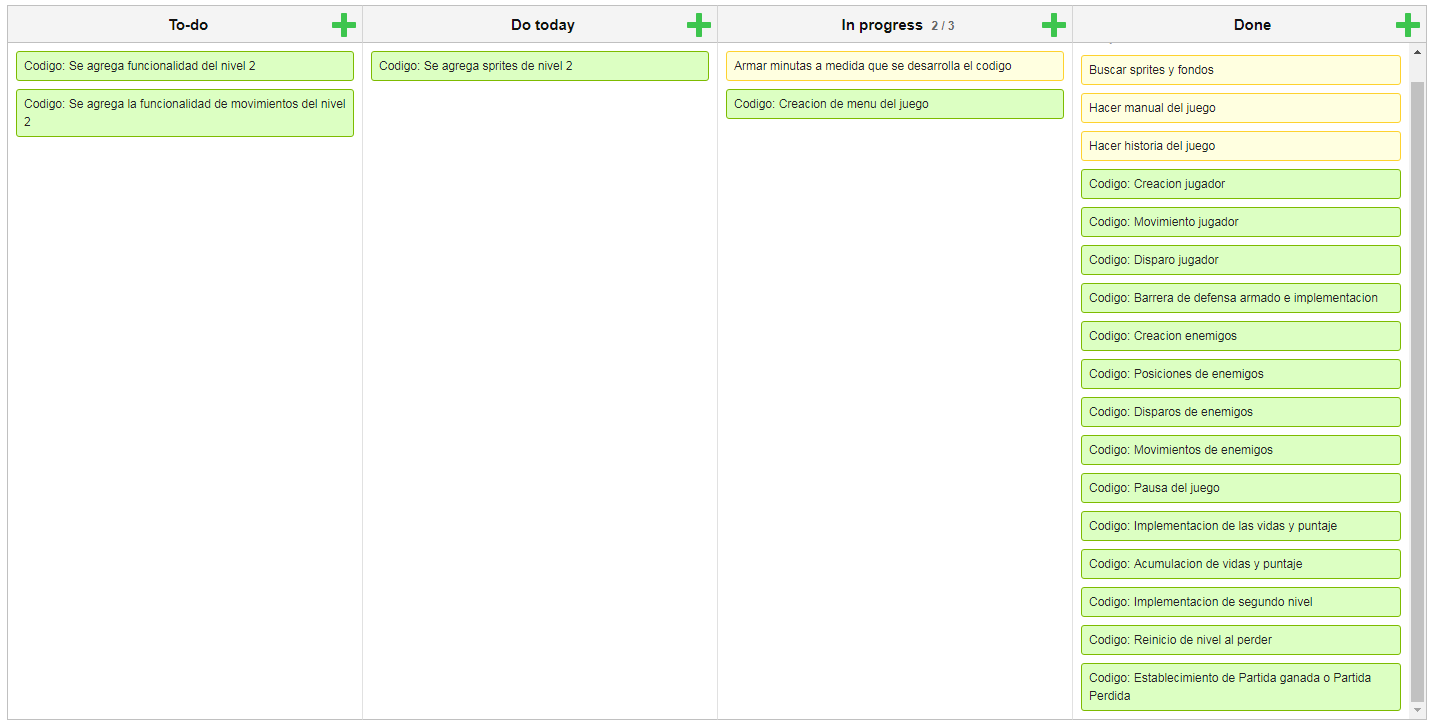 To-do
Codigo: Se agrega funcionalidad del nivel 2
Codigo: Se agrega la funcionalidad de movimientos del nivel
2
Do today
Codigo: Se agrega sprites de nivel 2
In progress 2 / 3
Armar minutas a medida que se desarrolla el codigo
Codigo: Creacion de menu del juego
Done
Buscar sprites y fondos
Hacer manual del juego
Hacer historia del juego
Codigo: Creacion jugador
Codigo: Movimiento jugador
Codigo: Disparo jugador
Codigo: Barrera de defensa armado e implementacion
Codigo: Creacion enemigos
Codigo: Posiciones de enemigos
Codigo: Disparos de enemigos
Codigo: Movimientos de enemigos
Codigo: Pausa del juego
Codigo: Implementacion de las vidas y puntaje
Codigo: Acumulacion de vidas y puntaje
Codigo: Implementacion de segundo nivel
Codigo: Reinicio de nivel al perder
Codigo: Establecimiento de Partida ganada o Partida
Perdida